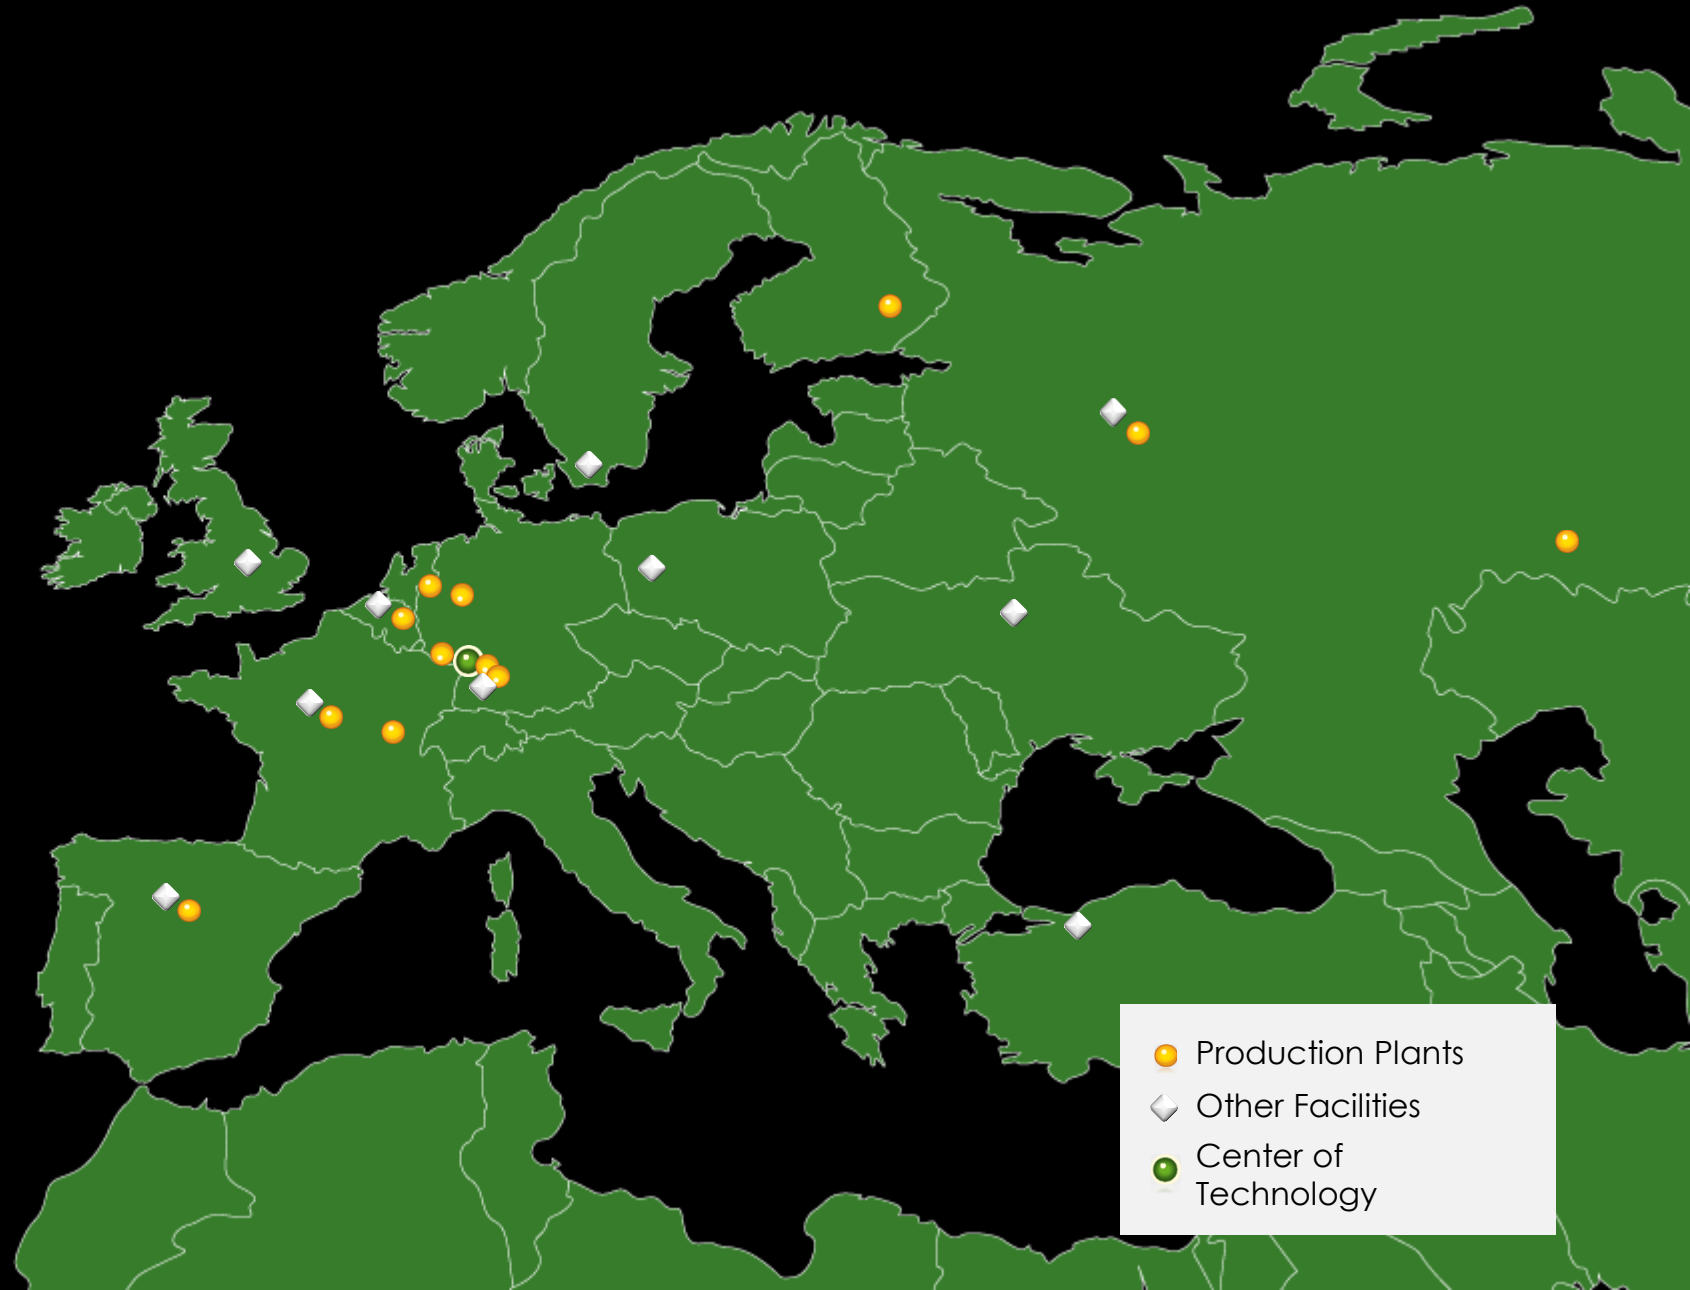 Production Plants
Other Facilities
Center of
Technology